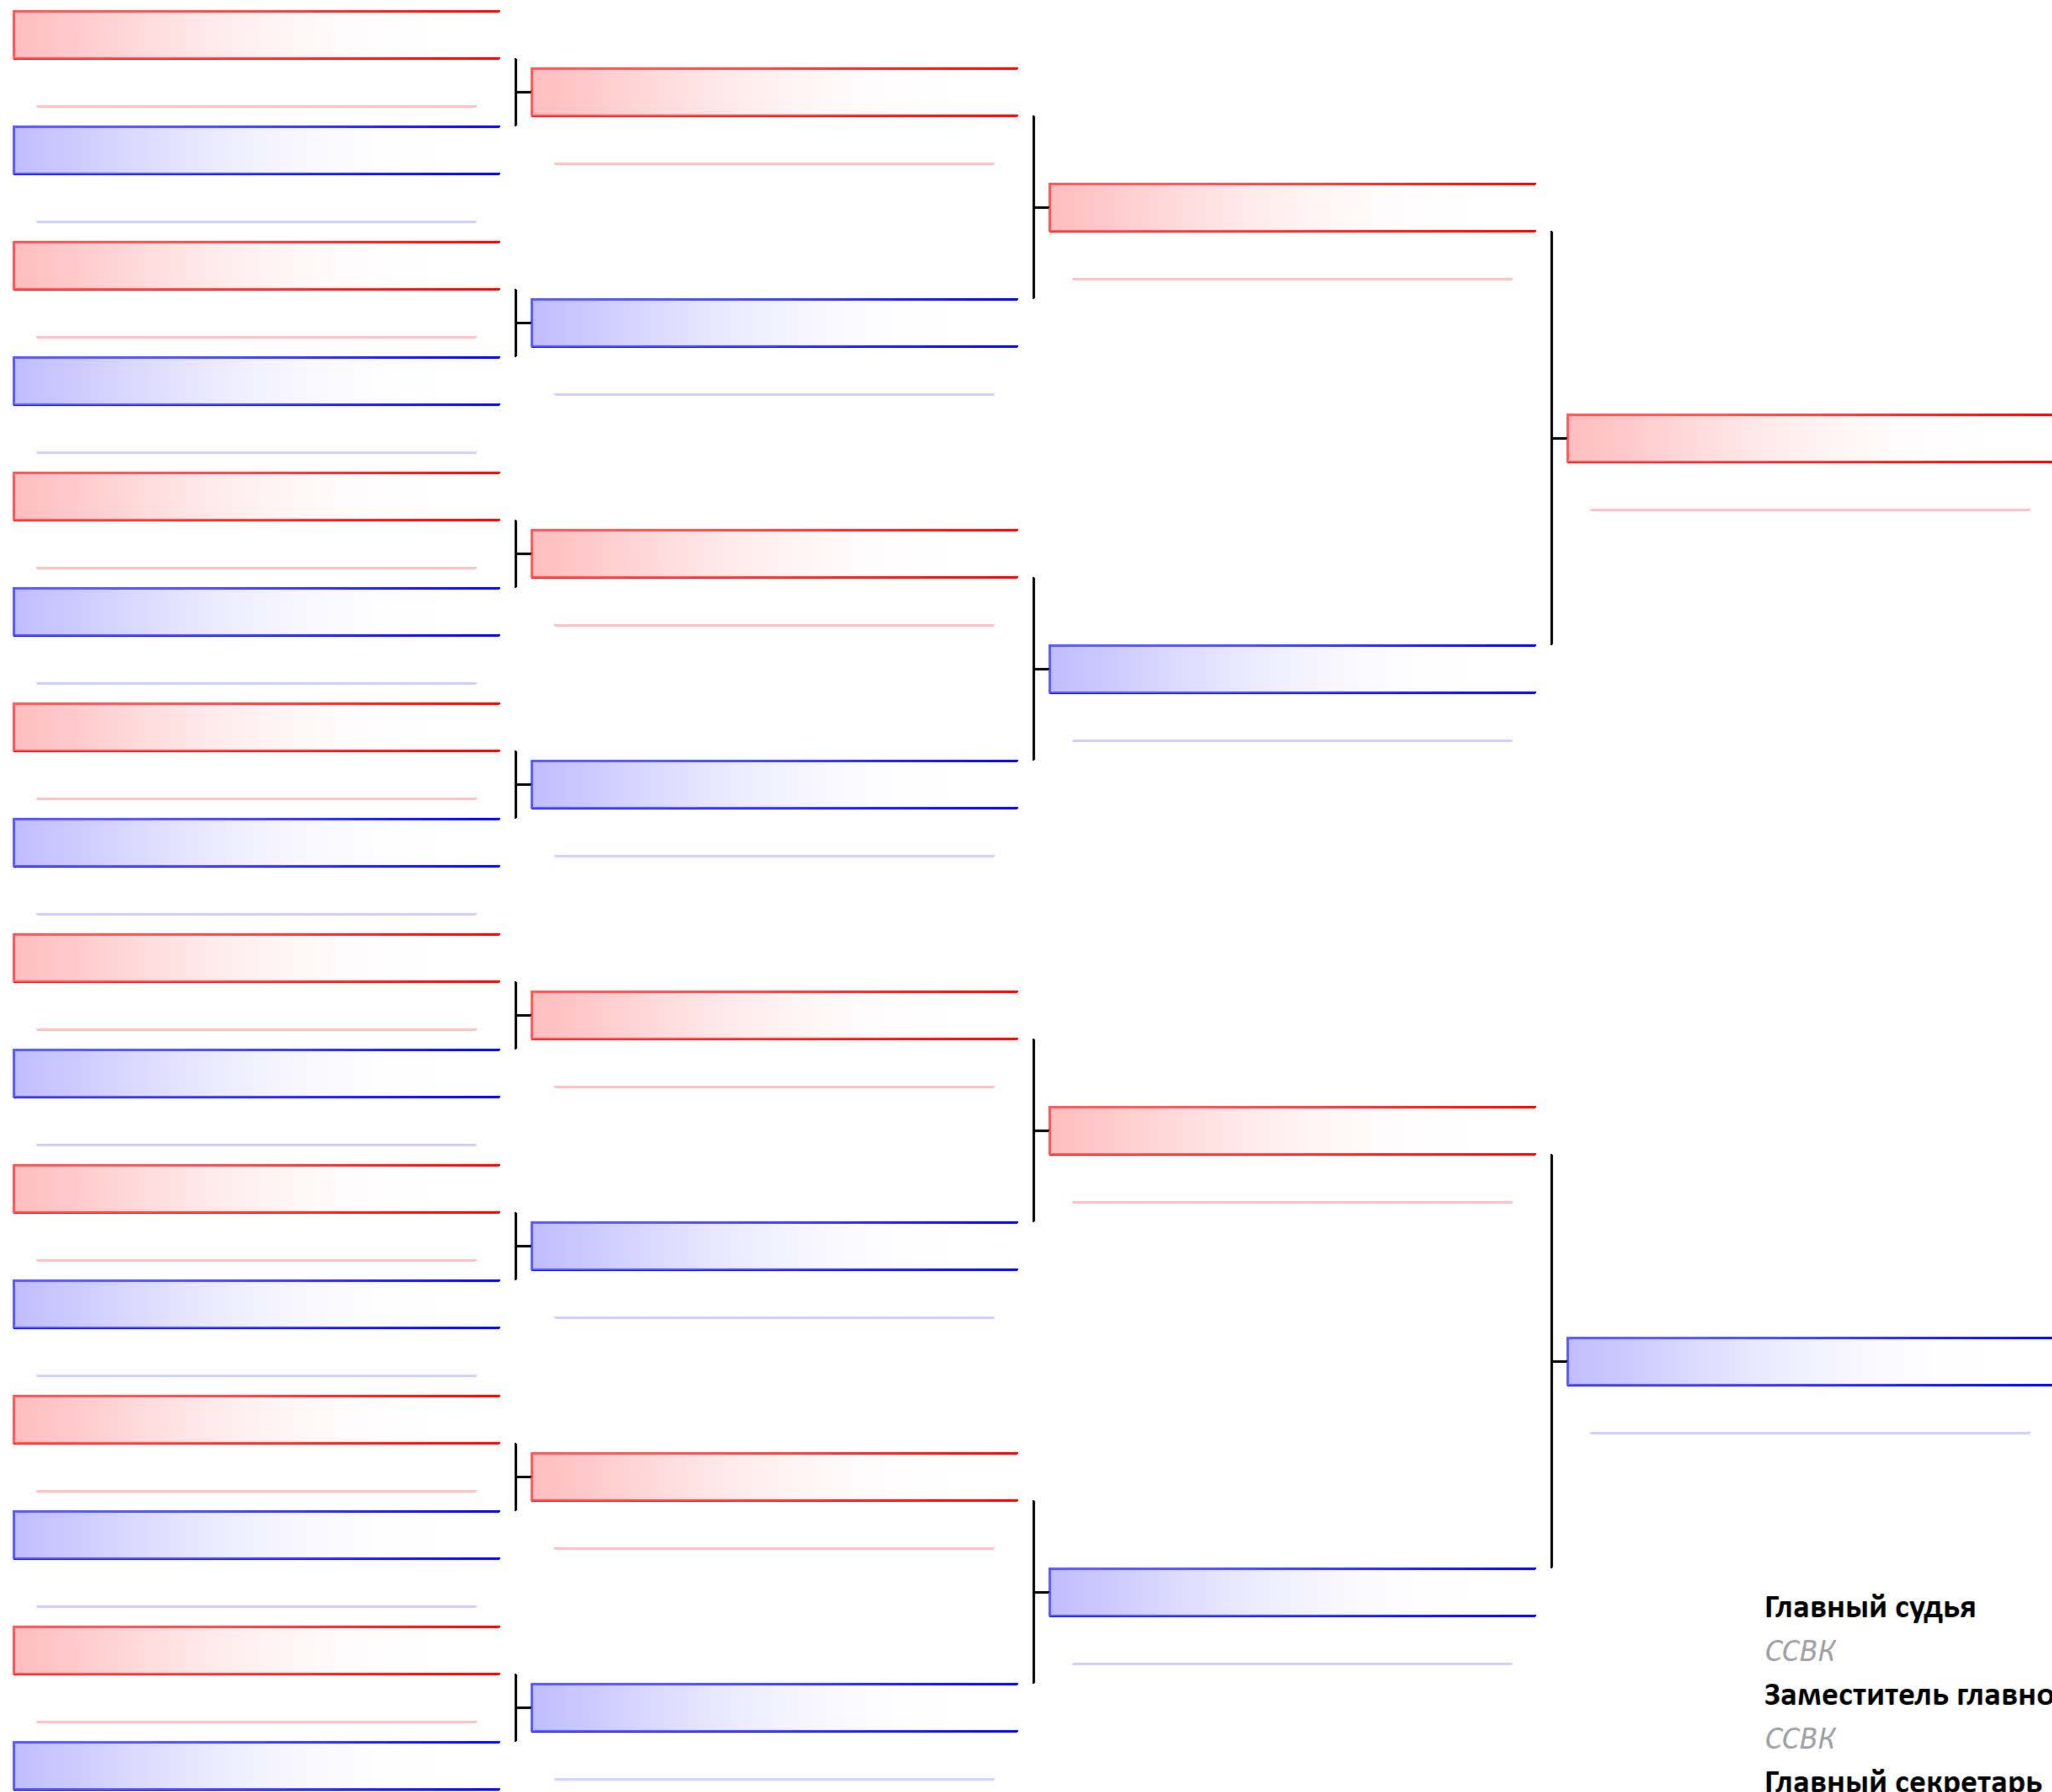 Главный судья
ССВК
Заместитель главно
ССВК
Главный секретарь